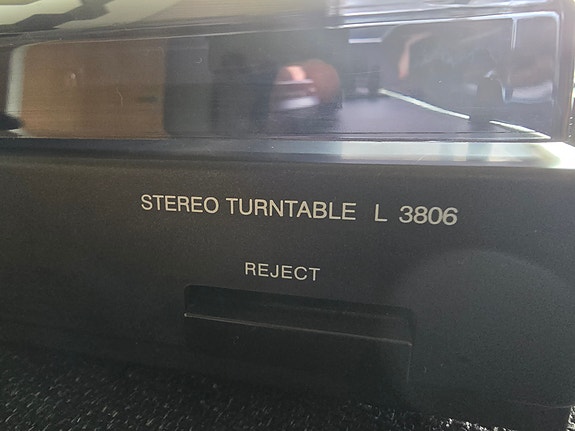 STEREO TURNTABLE L 3806
REJECT